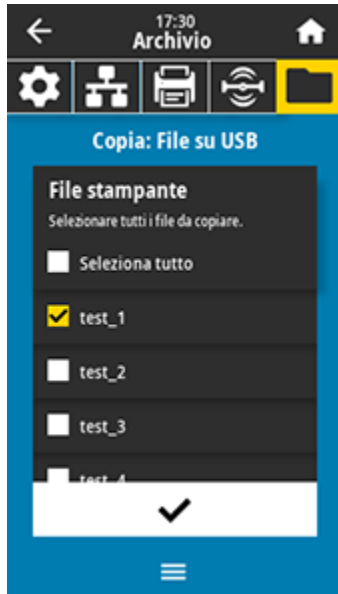 17:30
Archivio
Copia: File su USB
File stampante
Selezionare tutti i file da copiare.
Seleziona tutto
test_1
test_2
test_3
test_4